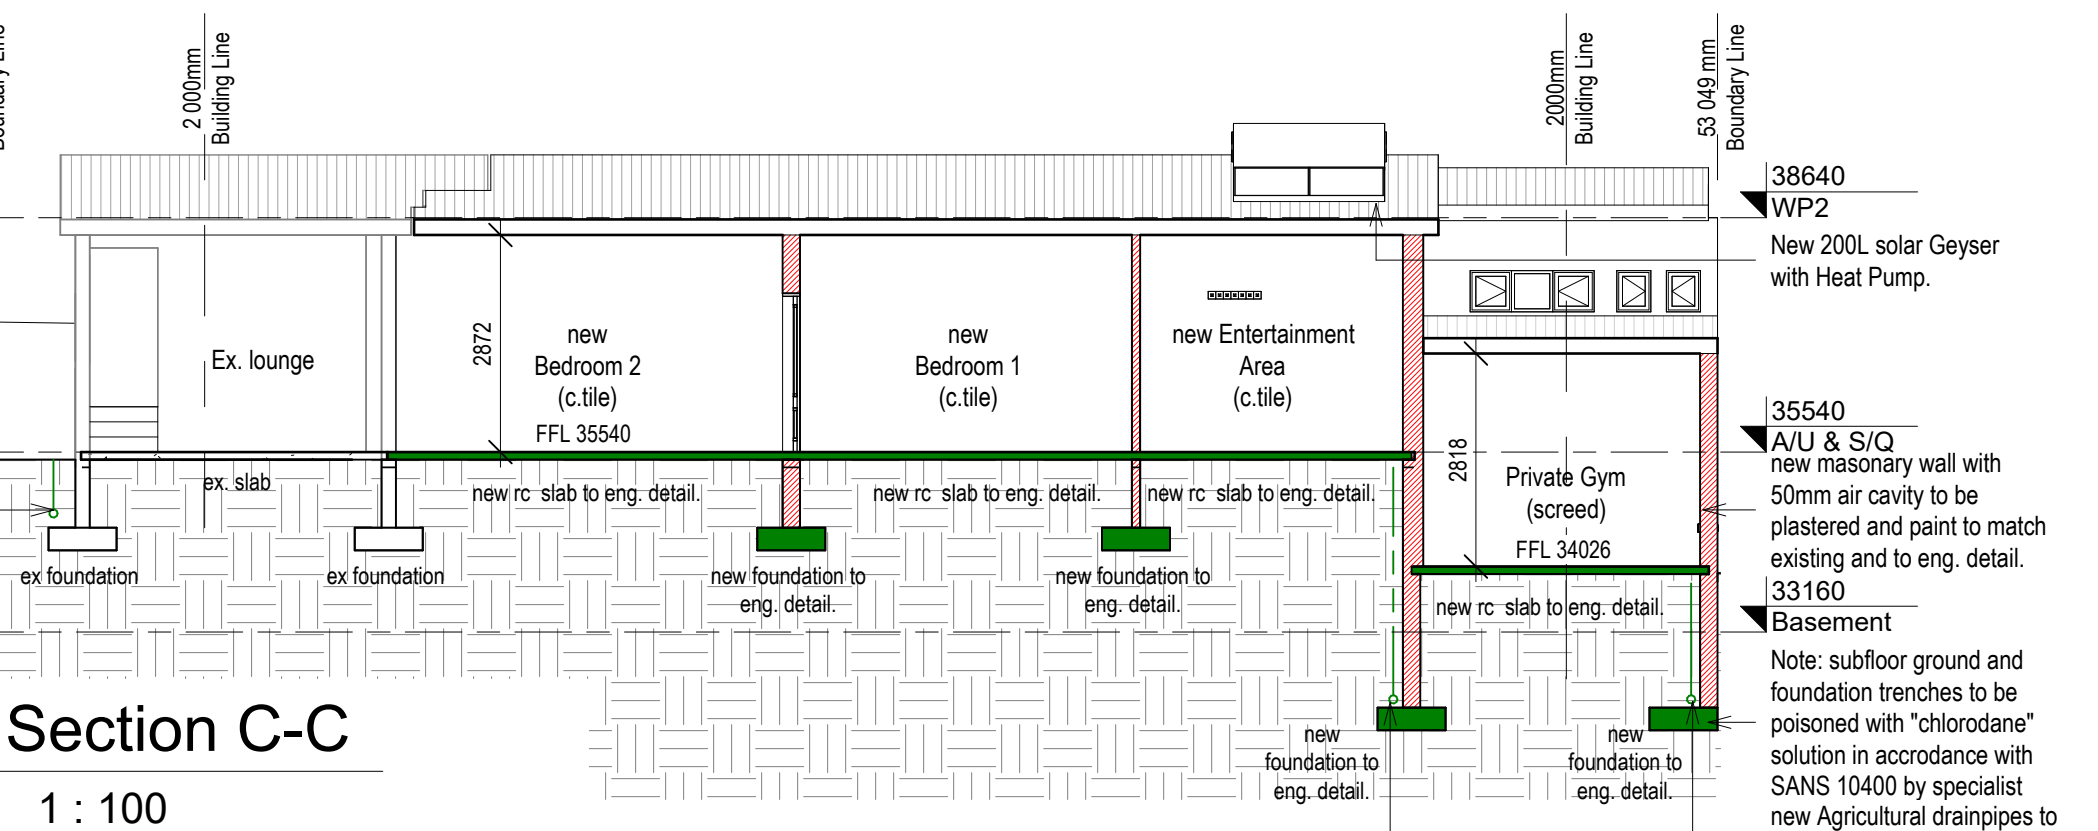 Boundary Line
2 000mm
Building Line
2000mm
Building Line
53 049 mm
Boundary Line
38640
WP2
New 200L solar Geyser
with Heat Pump.
2872
Ex. lounge
new
Bedroom 2
(c.tile)
FFL 35540
new
Bedroom 1
(c.tile)
new Entertainment
Area
(c.tile)
35540
A/U & S/Q
new masonary wall with
50mm air cavity to be
plastered and paint to match
existing and to eng. detail.
2818
Private Gym
(screed)
FFL 34026
ex. slab
new rc slab to eng. detail.
new rc slab to eng. detail.
new rc slab to eng. detail.
ex foundation
ex foundation
new foundation to
eng. detail.
new foundation to
eng. detail.
new rc slab to eng. detail.
33160
Basement
Note: subfloor ground and
foundation trenches to be
poisoned with "chlorodane"
solution in accrodance with
SANS 10400 by specialist
new Agricultural drainpipes to
new
foundation to
eng. detail.
new
foundation to
eng. detail.
Section C-C
1 : 100